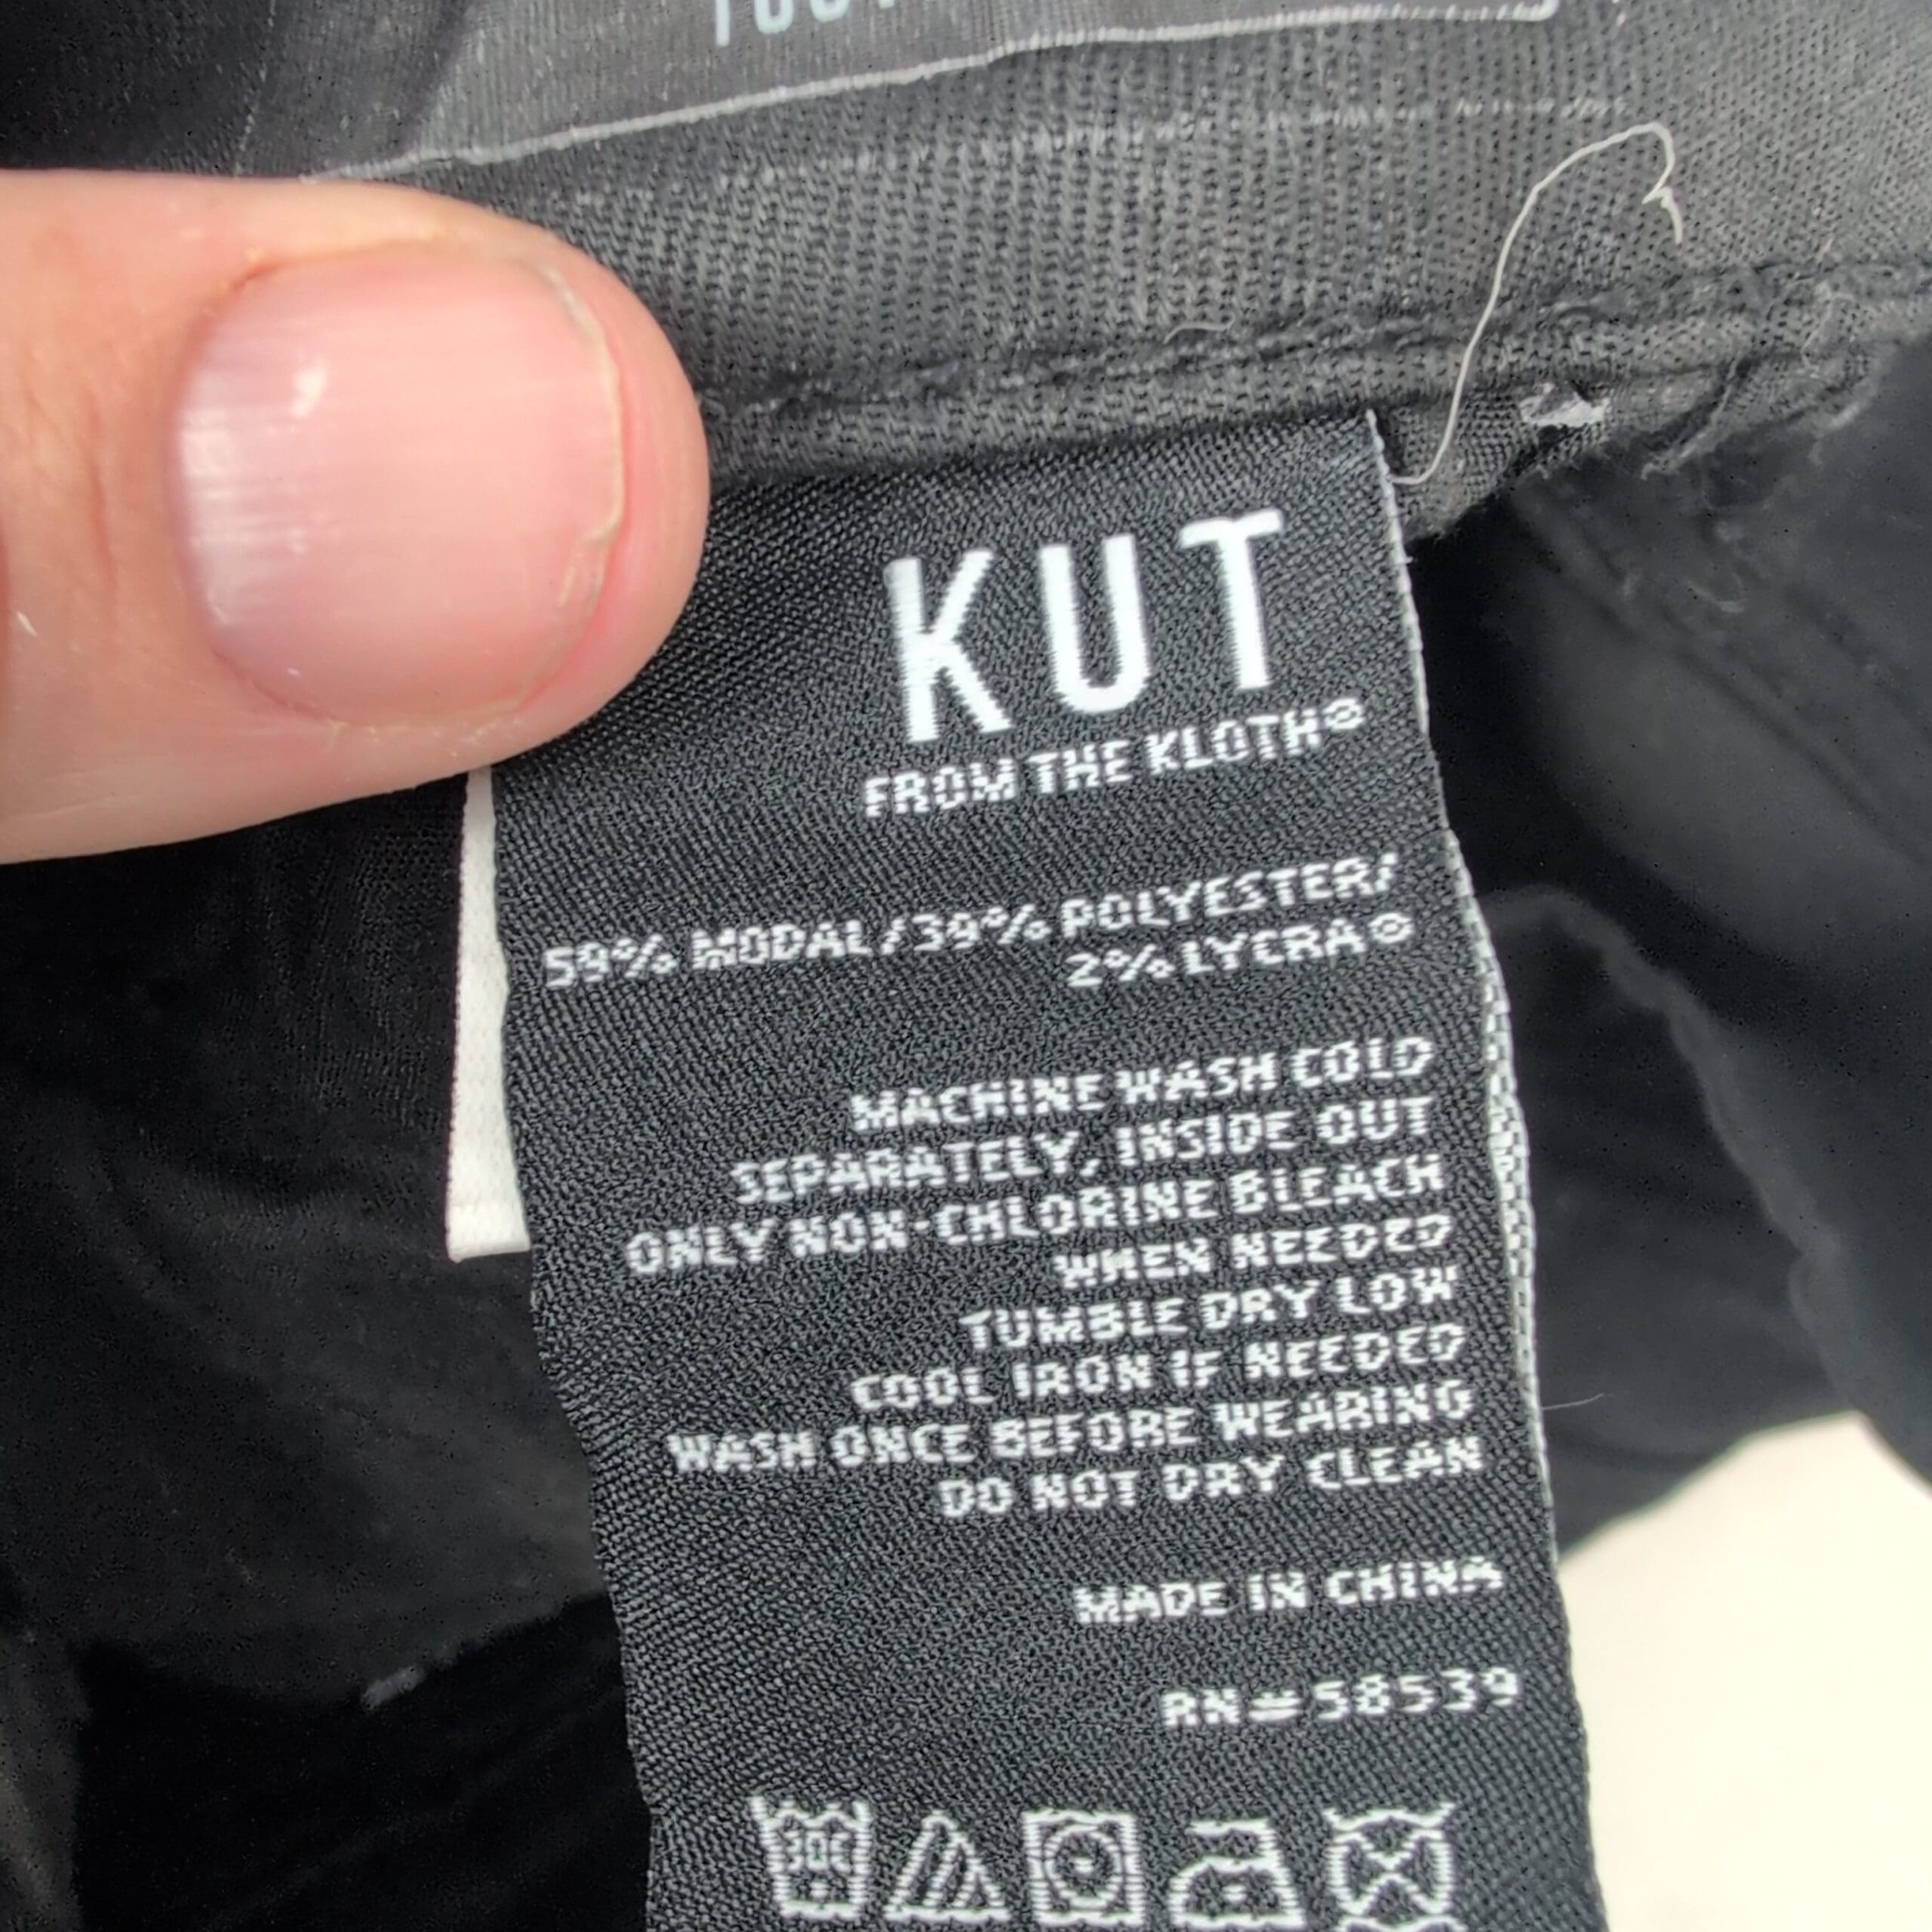 KUT
FROM THE KLOTH®
59% MODAL/39% POLYESTER/
2% LYCRA®
MACHINE WASH COLD
SEPARATELY, INSIDE OUT
ONLY NON-CHLORINE BLEACH
WHEN NEEDED
TUMBLE DRY LOW
COOL IRON IF NEEDED
WASH ONCE BEFORE WEARING
DO NOT DRY CLEAN
MADE IN CHINA
RN#58539
30C